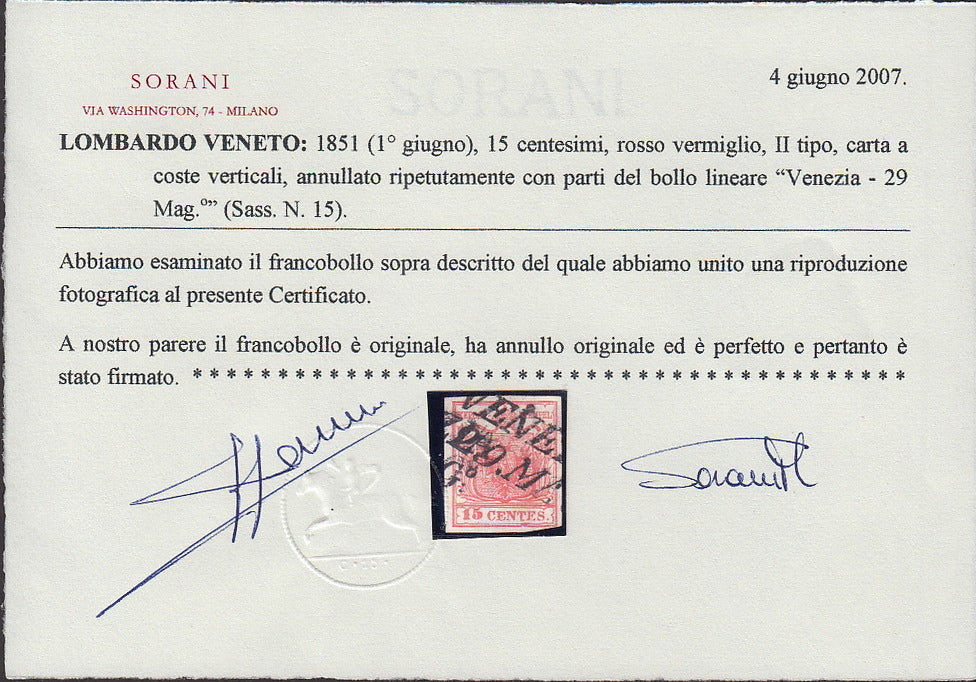 SORANI
SORANI
4 giugno 2007.
VIA WASHINGTON, 74 - MILANO
LOMBARDO VENETO: 1851 (1° giugno), 15 centesimi, rosso vermiglio, II tipo, carta a
coste verticali, annullato ripetutamente con parti del bollo lineare “Venezia - 29
Mag.º” (Sass. N. 15).
Abbiamo esaminato il francobollo sopra descritto del quale abbiamo unito una riproduzione
fotografica al presente Certificato.
A nostro parere il francobollo è originale, ha annullo originale ed è perfetto e pertanto è
stato firmato. * * * * * * * * * * * * * * * * * * * * * * * * * * * * * * * * * * * * * * * * * * * * * * * *
VENE
15 CENTES.
Sorani